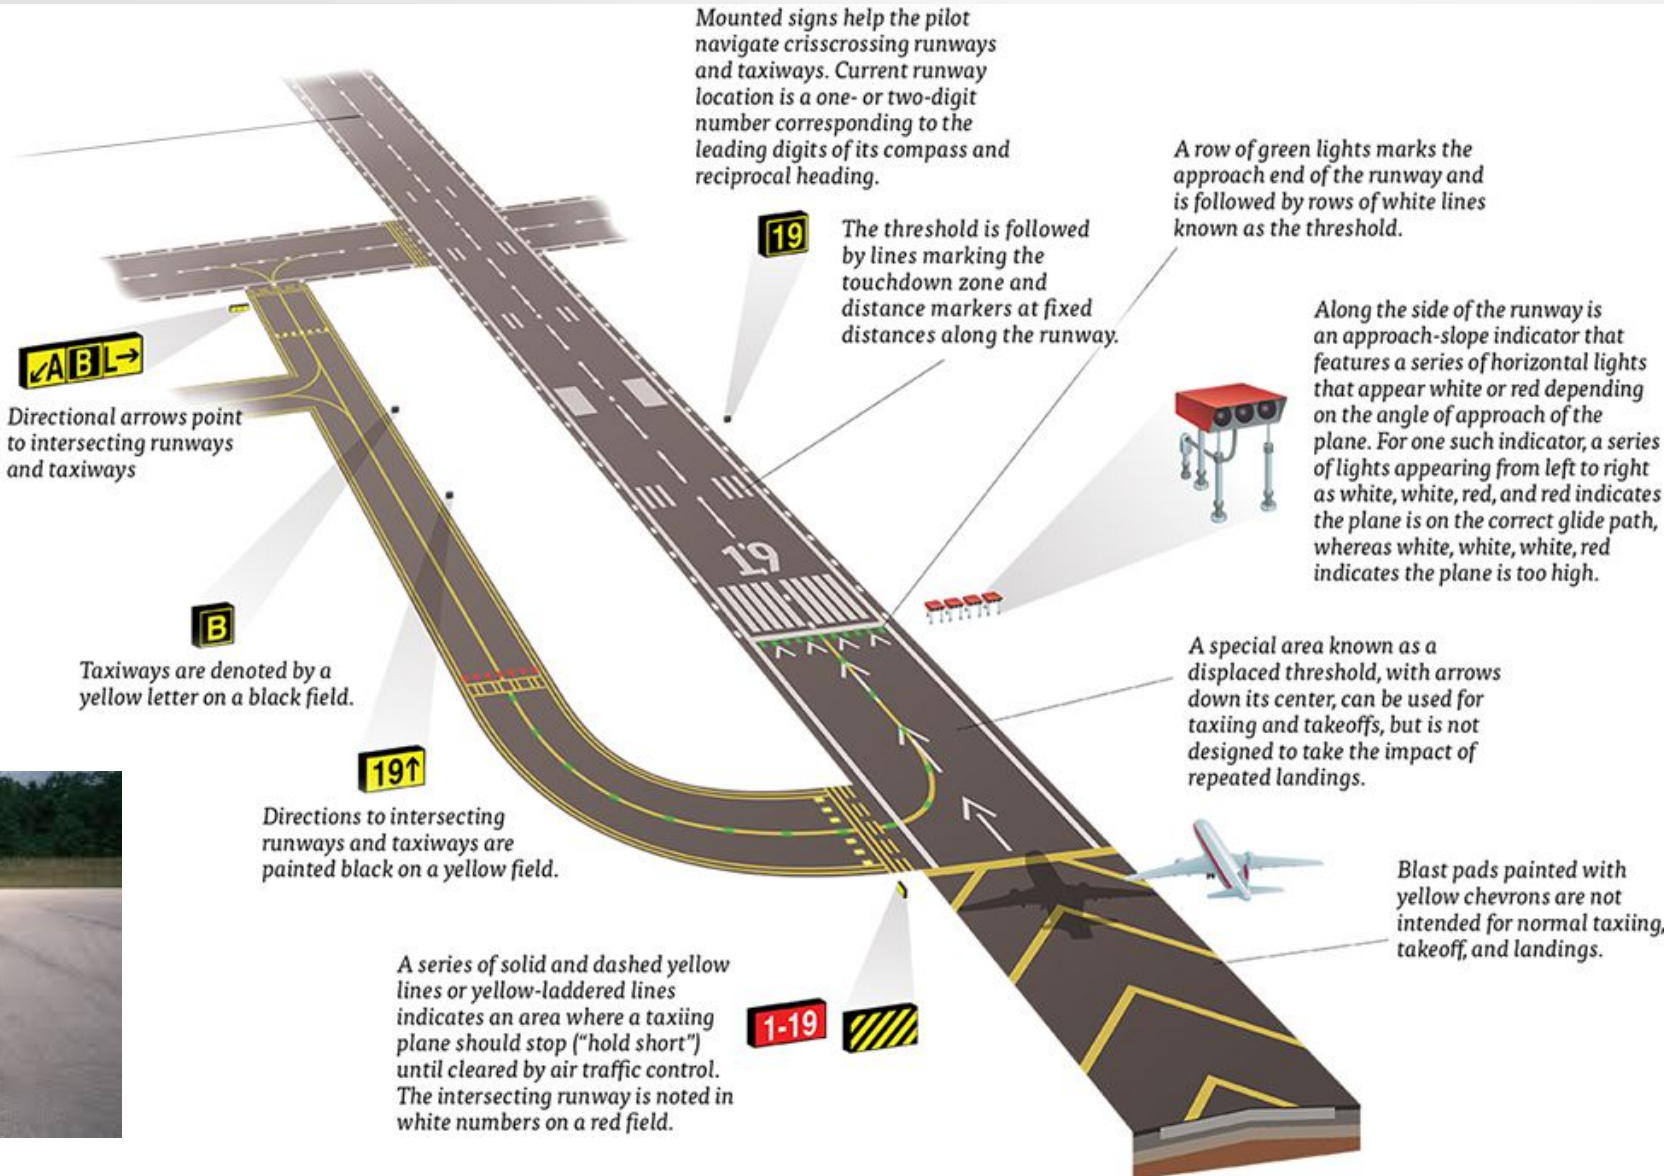 Mounted signs help the pilot
navigate crisscrossing runways
and taxiways. Current runway
location is a one- or two-digit
number corresponding to the
leading digits of its compass and
reciprocal heading.
A row of green lights marks the
approach end of the runway and
is followed by rows of white lines
known as the threshold.
19
The threshold is followed
by lines marking the
touchdown zone and
distance markers at fixed
distances along the runway.
Along the side of the runway is
an approach-slope indicator that
features a series of horizontal lights
that appear white or red depending
on the angle of approach of the
plane. For one such indicator, a series
of lights appearing from left to right
as white, white, red, and red indicates
the plane is on the correct glide path,
whereas white, white, white, red
indicates the plane is too high.
↙A B L→
Directional arrows point
to intersecting runways
and taxiways
19
B
Taxiways are denoted by a
yellow letter on a black field.
A special area known as a
displaced threshold, with arrows
down its center, can be used for
taxiing and takeoffs, but is not
designed to take the impact of
repeated landings.
19↑
Directions to intersecting
runways and taxiways are
painted black on a yellow field.
Blast pads painted with
yellow chevrons are not
intended for normal taxiing,
takeoff, and landings.
A series of solid and dashed yellow
lines or yellow-laddered lines
indicates an area where a taxiing
plane should stop (“hold short”)
until cleared by air traffic control.
The intersecting runway is noted in
white numbers on a red field.
1-19